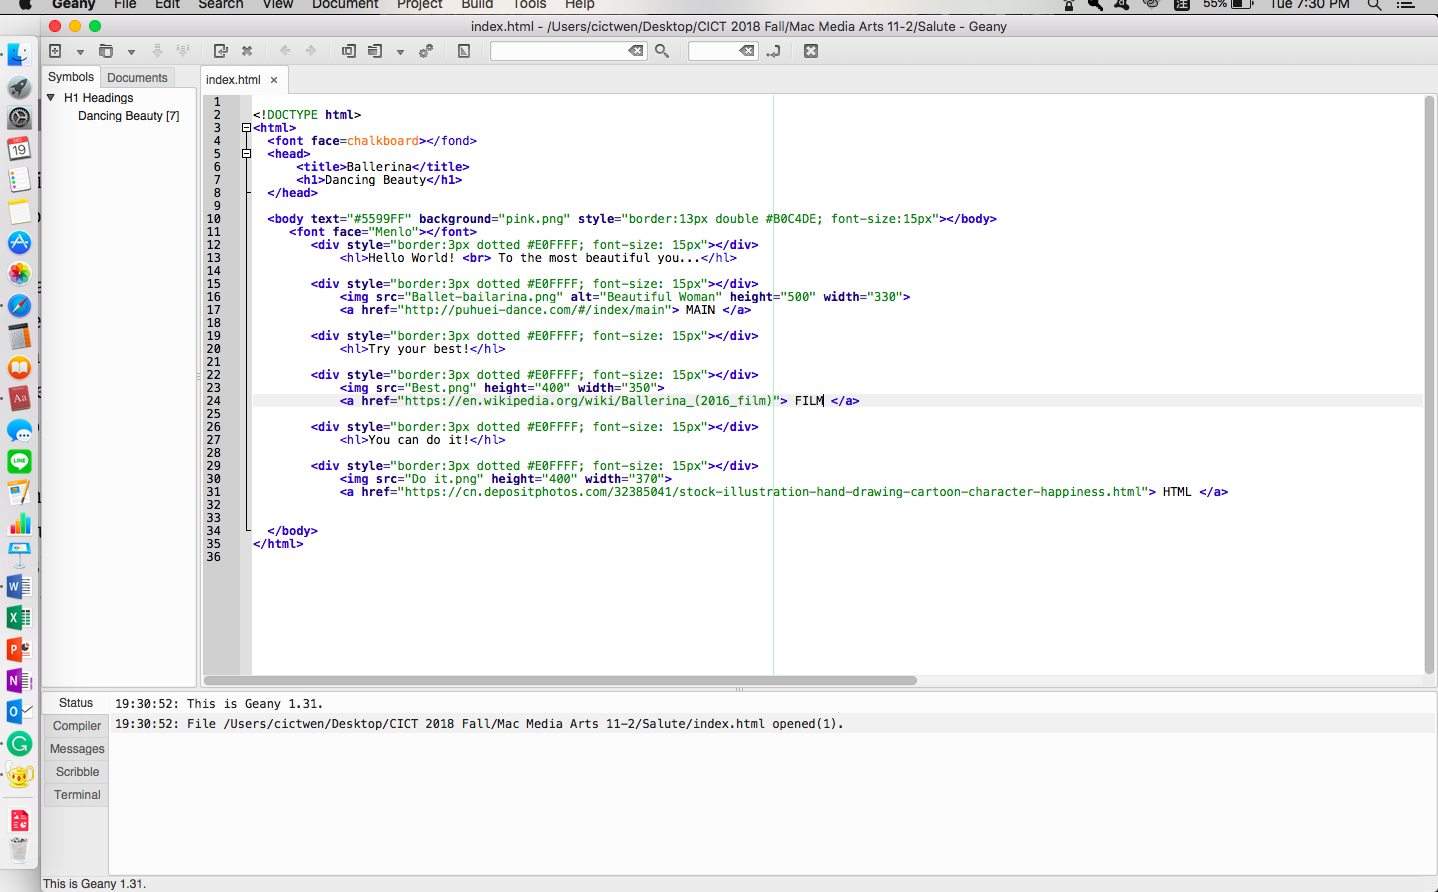 Geany File Edit Search View Document Project Build Tools Help 55% Tue 7:30 PM
index.html - /Users/cictwen/Desktop/CICT 2018 Fall/Mac Media Arts 11-2/Salute - Geany
Symbols Documents
index.html ×
H1 Headings
Dancing Beauty [7]
1
2 <!DOCTYPE html>
3 <html>
4 <font face=chalkboard></fond>
5 <head>
6 <title>Ballerina</title>
7 <h1>Dancing Beauty</h1>
8 </head>
9
10 <body text="#5599FF" background="pink.png" style="border:13px double #B0C4DE; font-size:15px"></body>
11 <font face="Menlo"></font>
12 <div style="border:3px dotted #E0FFFF; font-size: 15px"></div>
13 <hl>Hello World! <br> To the most beautiful you...</hl>
14
15 <div style="border:3px dotted #E0FFFF; font-size: 15px"></div>
16 <img src="Ballet-bailarina.png" alt="Beautiful Woman" height="500" width="330">
17 <a href="http://puhuei-dance.com/#/index/main"> MAIN </a>
18
19 <div style="border:3px dotted #E0FFFF; font-size: 15px"></div>
20 <hl>Try your best!</hl>
21
22 <div style="border:3px dotted #E0FFFF; font-size: 15px"></div>
23 <img src="Best.png" height="400" width="350">
24 <a href="https://en.wikipedia.org/wiki/Ballerina_(2016_film)"> FILM </a>
25
26 <div style="border:3px dotted #E0FFFF; font-size: 15px"></div>
27 <hl>You can do it!</hl>
28
29 <div style="border:3px dotted #E0FFFF; font-size: 15px"></div>
30 <img src="Do it.png" height="400" width="370">
31 <a href="https://cn.depositphotos.com/32385041/stock-illustration-hand-drawing-cartoon-character-happiness.html"> HTML </a>
32
33
34 </body>
35 </html>
36
Status
Compiler
Messages
Scribble
Terminal
19:30:52: This is Geany 1.31.
19:30:52: File /Users/cictwen/Desktop/CICT 2018 Fall/Mac Media Arts 11-2/Salute/index.html opened(1).
This is Geany 1.31.
19
Aa
LINE
W
X
P
N
O